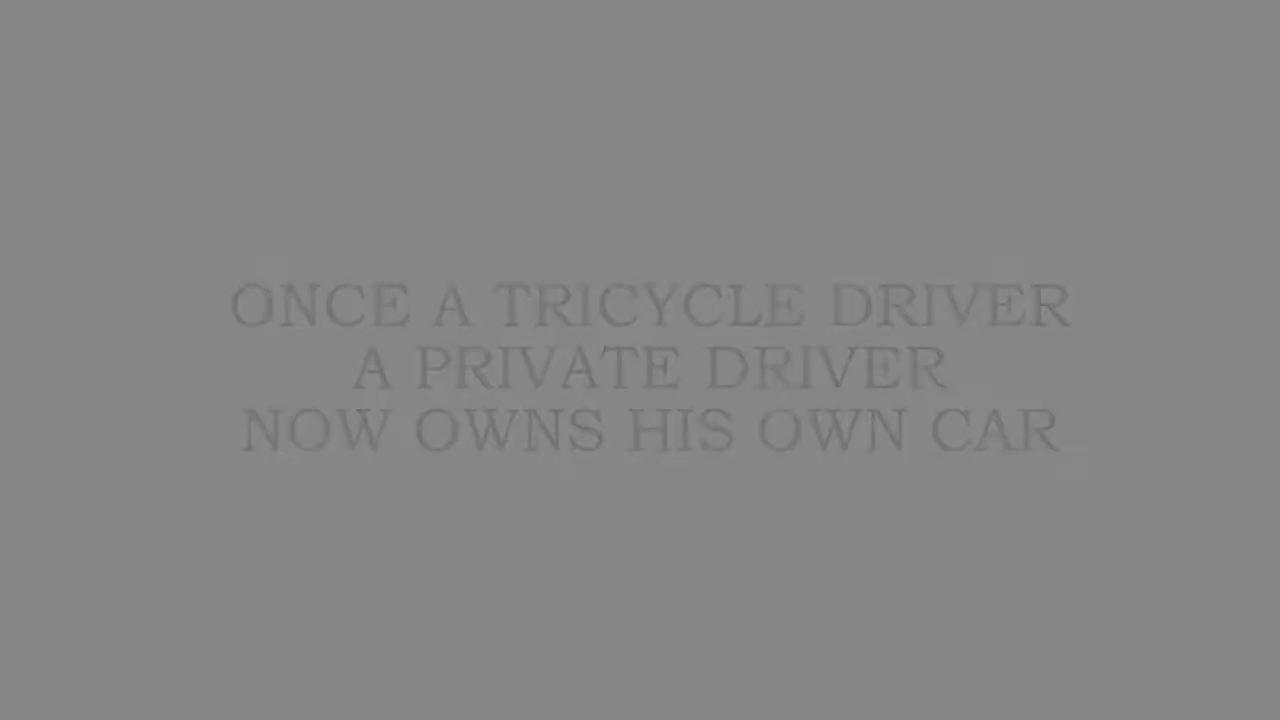 ONCE A TRICYCLE DRIVER
A PRIVATE DRIVER
NOW OWNS HIS OWN CAR